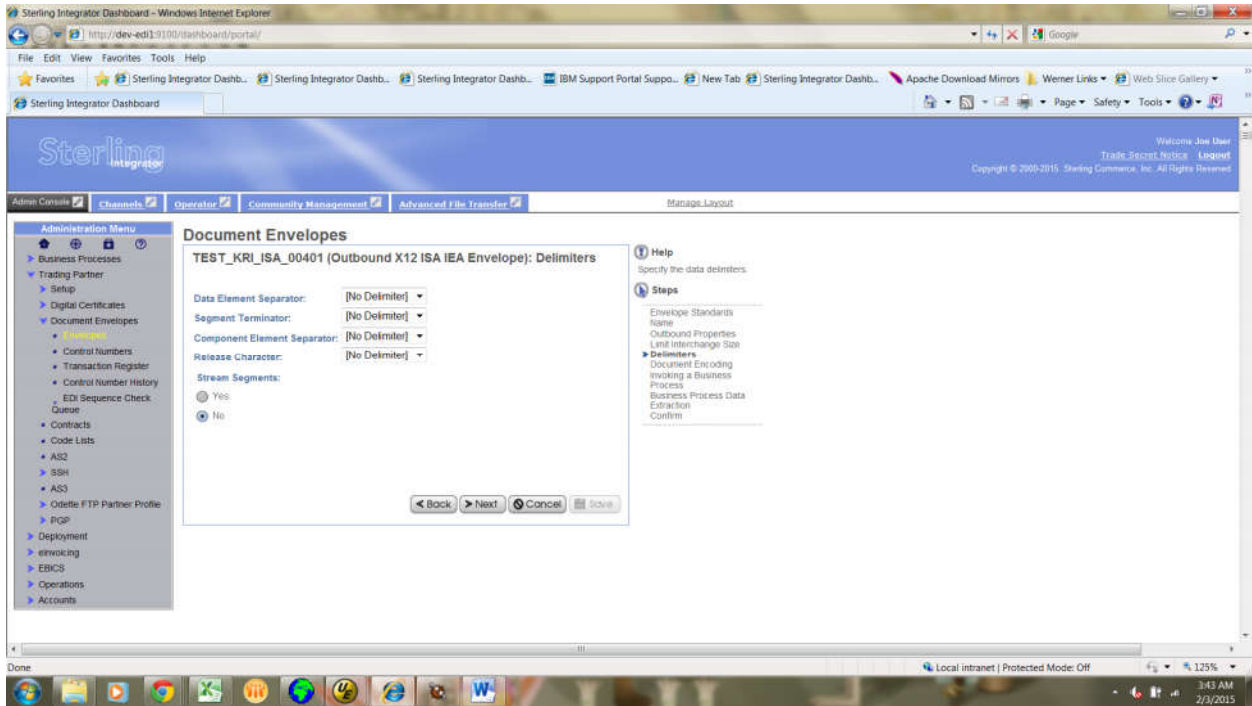 Sterling Integrator Dashboard - Windows Internet Explorer
http://dev-edi1:9100/dashboard/portal/
Google
File Edit View Favorites Tools Help
Favorites Sterling Integrator Dashb... Sterling Integrator Dashb... Sterling Integrator Dashb... IBM Support Portal Suppo... New Tab Sterling Integrator Dashb... Apache Download Mirrors Werner Links Web Slice Gallery
Sterling Integrator Dashboard
Page Safety Tools
Sterling
Integrator
Welcome Jon User
Trade Secret Notice Logout
Copyright © 2000-2015. Sterling Commerce, Inc. All Rights Reserved
Admin Console Channels Operator Community Management Advanced File Transfer Manage Layout
Administration Menu
Business Processes
Trading Partner
Setup
Digital Certificates
Document Envelopes
Envelopes
Control Numbers
Transaction Register
Control Number History
EDI Sequence Check
Queue
Contracts
Code Lists
AS2
SSH
AS3
Odette FTP Partner Profile
PGP
Deployment
eInvoicing
EBICS
Operations
Accounts
Document Envelopes
TEST_KRI_ISA_00401 (Outbound X12 ISA IEA Envelope): Delimiters
Data Element Separator: [No Delimiter]
Segment Terminator: [No Delimiter]
Component Element Separator: [No Delimiter]
Release Character: [No Delimiter]
Stream Segments:
Yes
No
Back Next Cancel Save
Help
Specify the data delimiters.
Steps
Envelope Standards
Name
Outbound Properties
Limit Interchange Size
Delimiters
Document Encoding
Invoking a Business
Process
Business Process Data
Extraction
Confirm
Done
Local intranet | Protected Mode: Off
125%
3:43 AM
2/3/2015